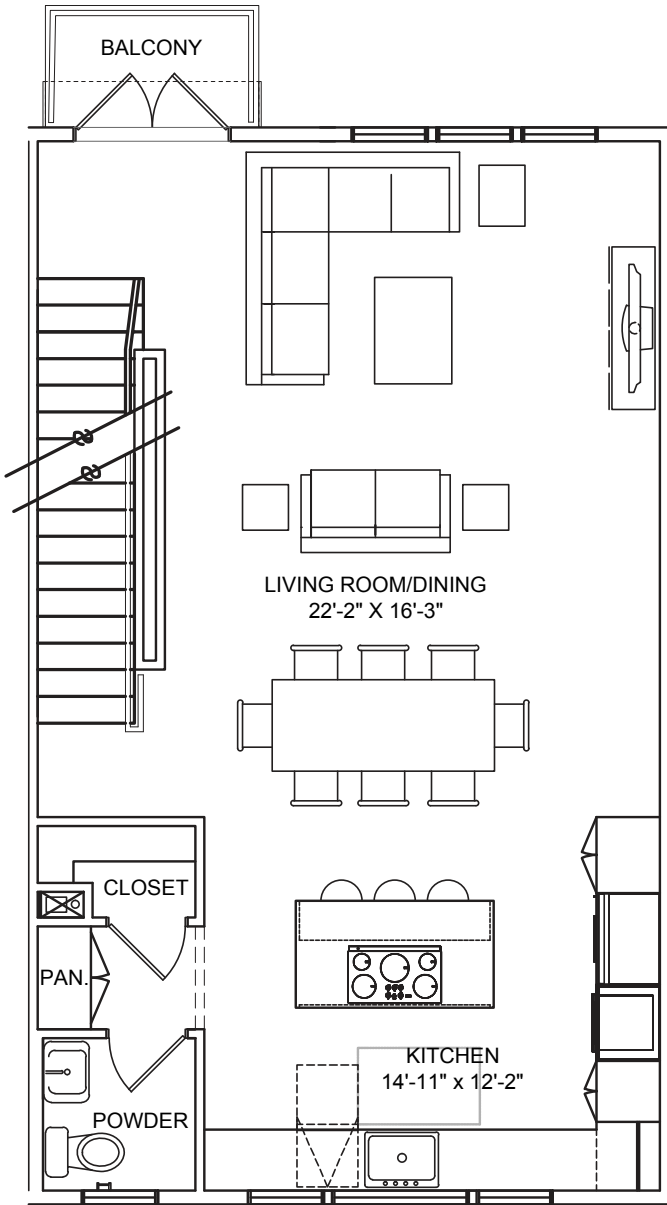 BALCONY
LIVING ROOM/DINING
22'-2" X 16'-3"
CLOSET
PAN.
KITCHEN
14'-11" x 12'-2"
POWDER